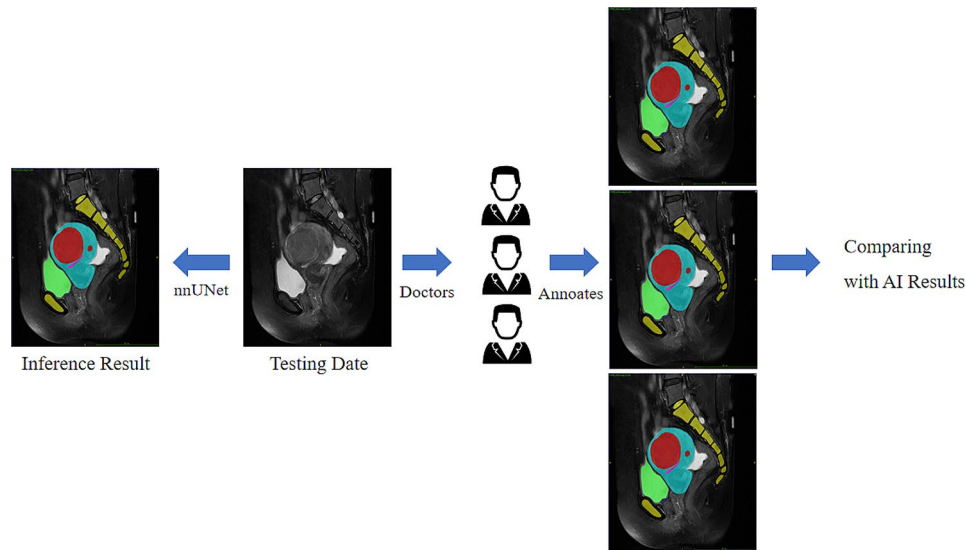 nnUNet
Inference Result
Testing Date
Doctors
Annoates
Comparing
with AI Results